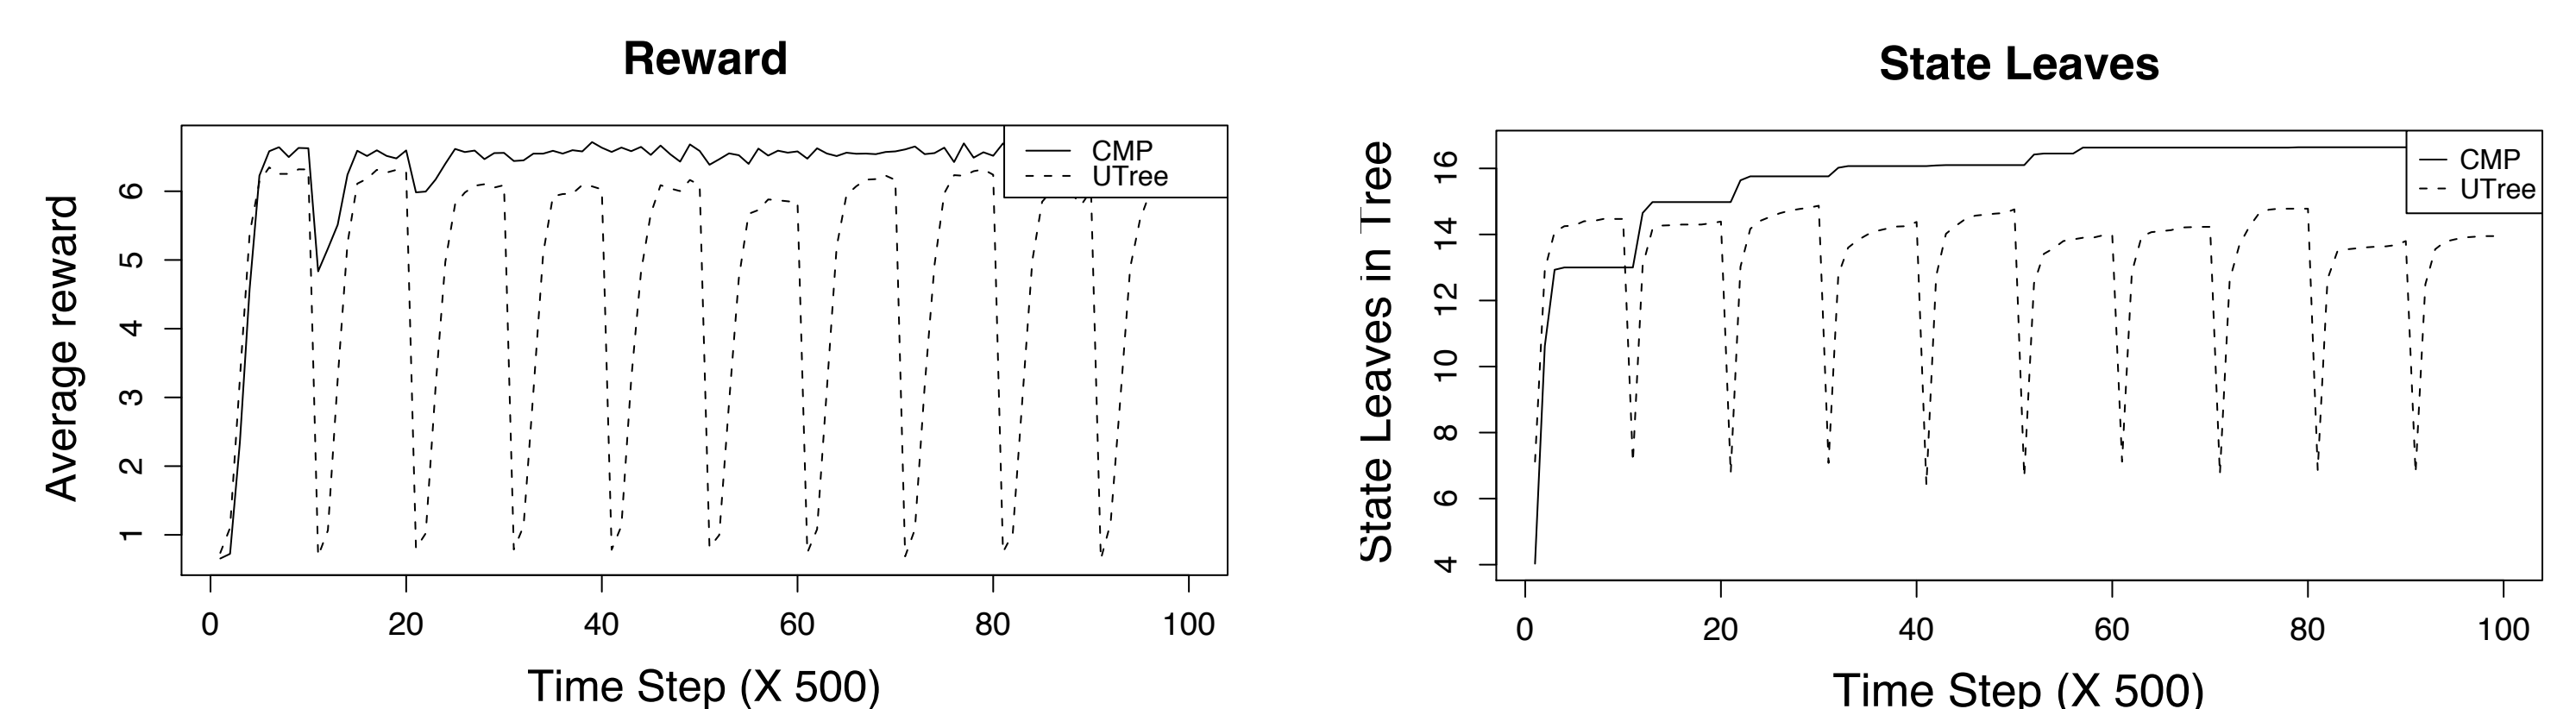 Reward
Average reward
6
5
4
3
2
1
CMP
UTree
0 20 40 60 80 100
Time Step (X 500)
State Leaves
State Leaves in Tree
16
14
12
10
8
6
4
CMP
UTree
0 20 40 60 80 100
Time Step (X 500)